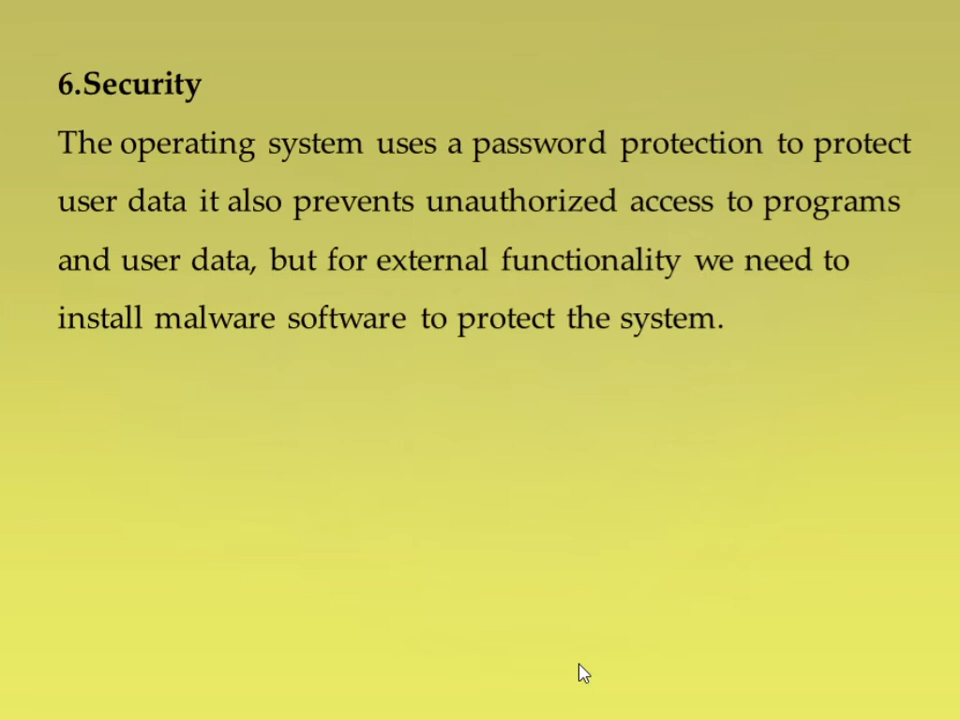 6.Security
The operating system uses a password protection to protect
user data it also prevents unauthorized access to programs
and user data, but for external functionality we need to
install malware software to protect the system.